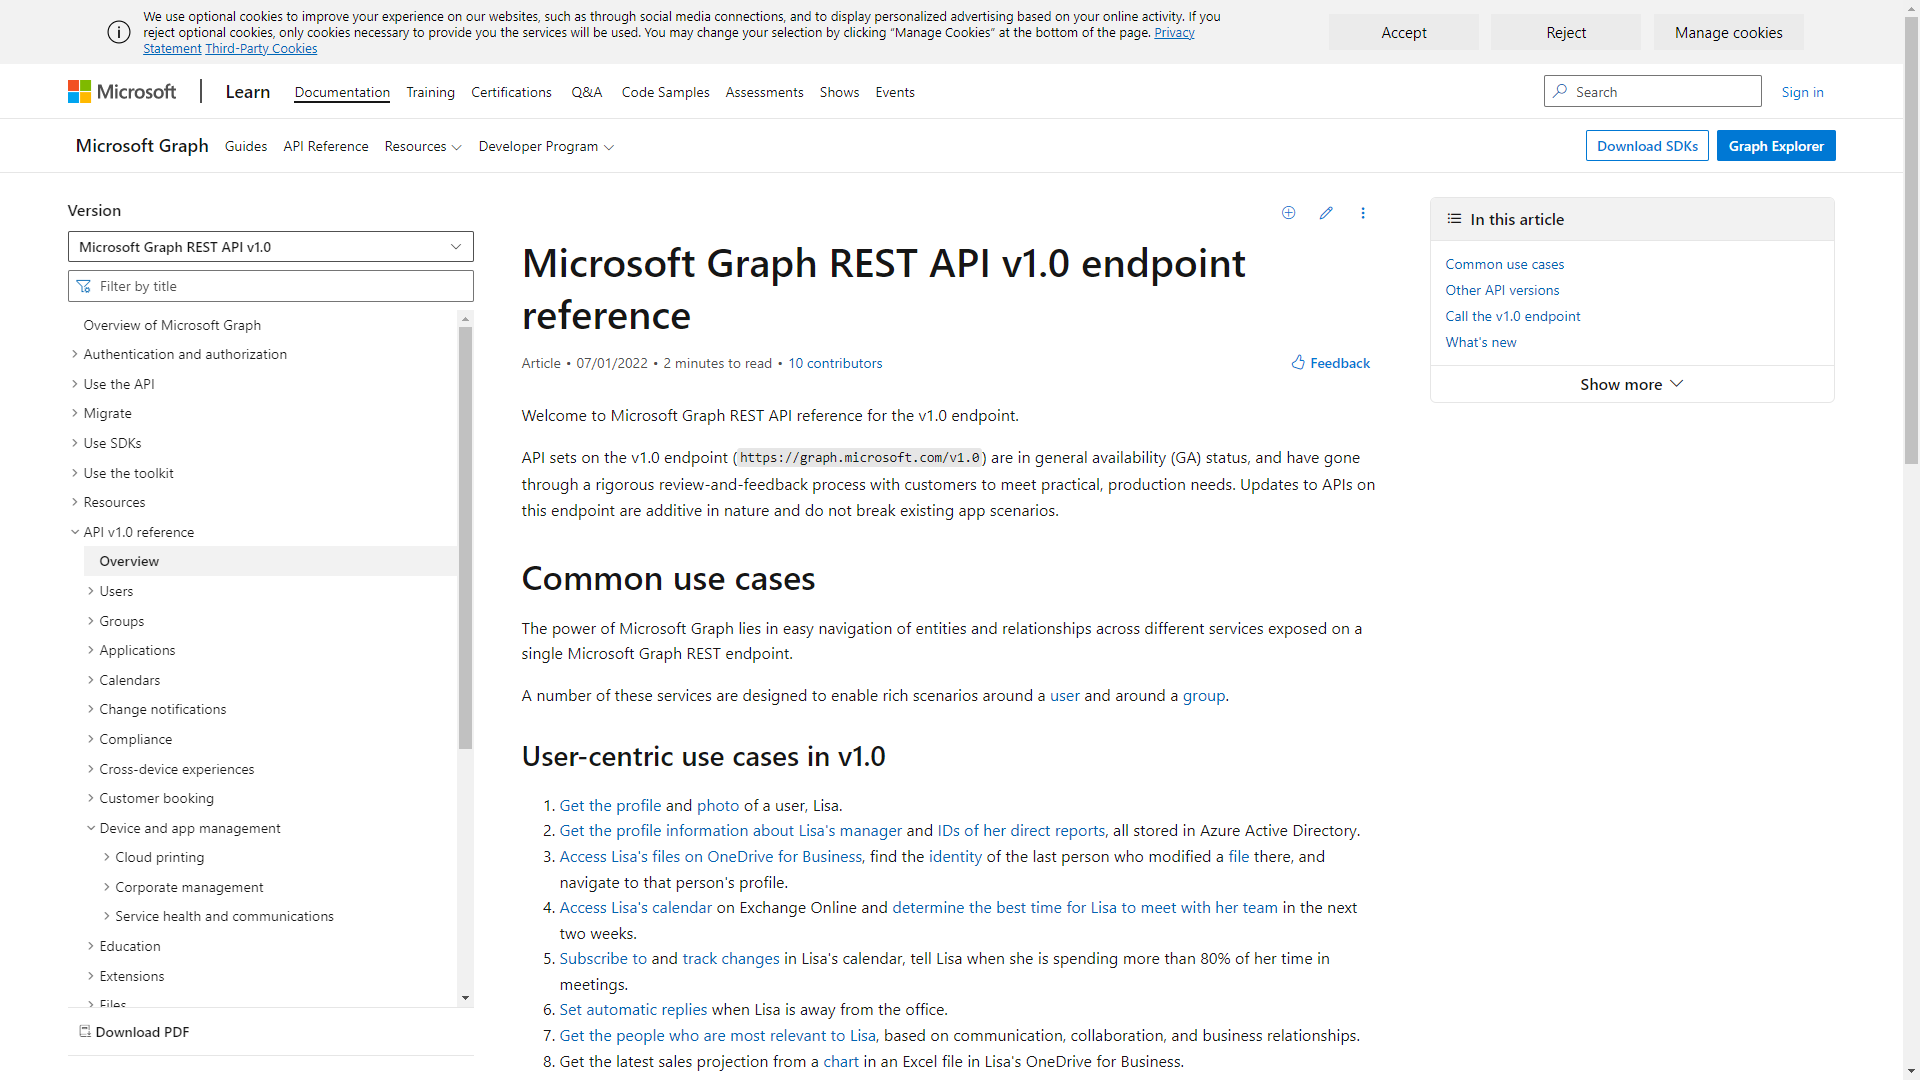 We use optional cookies to improve your experience on our websites, such as through social media connections, and to display personalized advertising based on your online activity. If you
reject optional cookies, only cookies necessary to provide you the services will be used. You may change your selection by clicking “Manage Cookies” at the bottom of the page. Privacy
Statement Third-Party Cookies
Accept
Reject
Manage cookies
Microsoft
Learn
Documentation
Training
Certifications
Q&A
Code Samples
Assessments
Shows
Events
Search
Sign in
Microsoft Graph
Guides
API Reference
Resources
Developer Program
Download SDKs
Graph Explorer
Version
Microsoft Graph REST API v1.0
Filter by title
Overview of Microsoft Graph
Authentication and authorization
Use the API
Migrate
Use SDKs
Use the toolkit
Resources
API v1.0 reference
Overview
Users
Groups
Applications
Calendars
Change notifications
Compliance
Cross-device experiences
Customer booking
Device and app management
Cloud printing
Corporate management
Service health and communications
Education
Extensions
Files
Download PDF
Microsoft Graph REST API v1.0 endpoint
reference
Article • 07/01/2022 • 2 minutes to read • 10 contributors
Feedback
Welcome to Microsoft Graph REST API reference for the v1.0 endpoint.
API sets on the v1.0 endpoint (https://graph.microsoft.com/v1.0) are in general availability (GA) status, and have gone
through a rigorous review-and-feedback process with customers to meet practical, production needs. Updates to APIs on
this endpoint are additive in nature and do not break existing app scenarios.
Common use cases
The power of Microsoft Graph lies in easy navigation of entities and relationships across different services exposed on a
single Microsoft Graph REST endpoint.
A number of these services are designed to enable rich scenarios around a user and around a group.
User-centric use cases in v1.0
1. Get the profile and photo of a user, Lisa.
2. Get the profile information about Lisa's manager and IDs of her direct reports, all stored in Azure Active Directory.
3. Access Lisa's files on OneDrive for Business, find the identity of the last person who modified a file there, and
navigate to that person's profile.
4. Access Lisa's calendar on Exchange Online and determine the best time for Lisa to meet with her team in the next
two weeks.
5. Subscribe to and track changes in Lisa's calendar, tell Lisa when she is spending more than 80% of her time in
meetings.
6. Set automatic replies when Lisa is away from the office.
7. Get the people who are most relevant to Lisa, based on communication, collaboration, and business relationships.
8. Get the latest sales projection from a chart in an Excel file in Lisa's OneDrive for Business.
In this article
Common use cases
Other API versions
Call the v1.0 endpoint
What's new
Show more